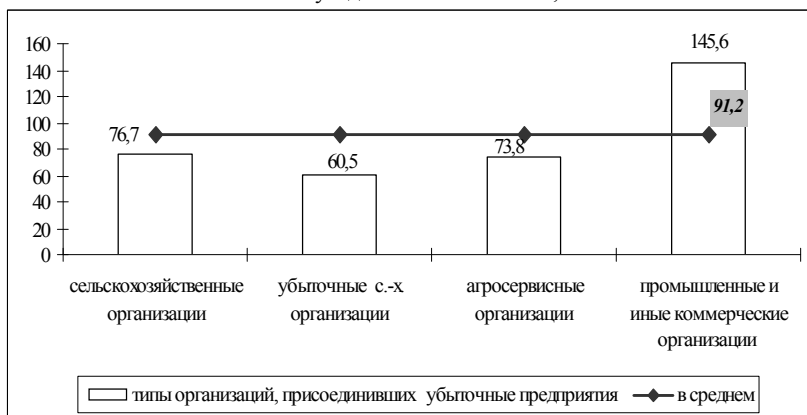 160
140
120
100
80
60
40
20
0
76,7
60,5
73,8
145,6
91,2
сельскохозяйственные
организации
убыточные с.-х
организации
агросервисные
организации
промышленные и
иные коммерческие
организации
типы организаций, присоединивших убыточные предприятия
в среднем